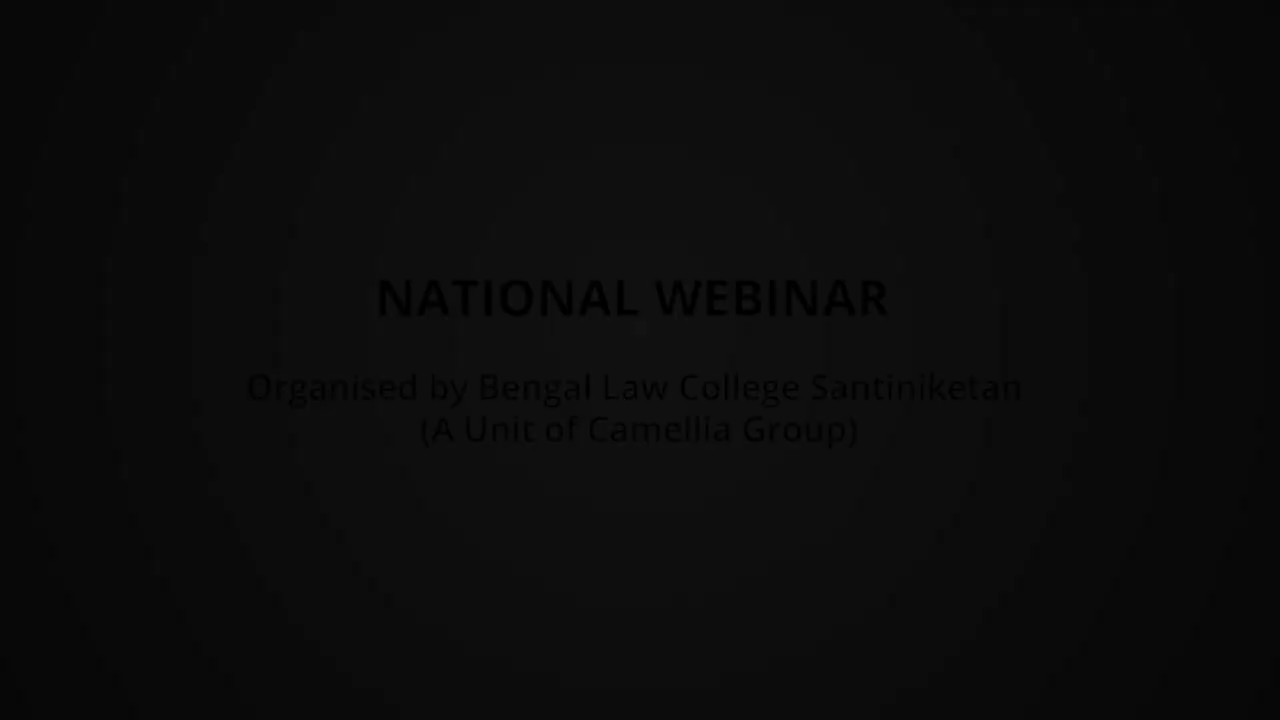 NATIONAL WEBINAR
Organised by Bengal Law College Santiniketan
(A Unit of Camellia Group)